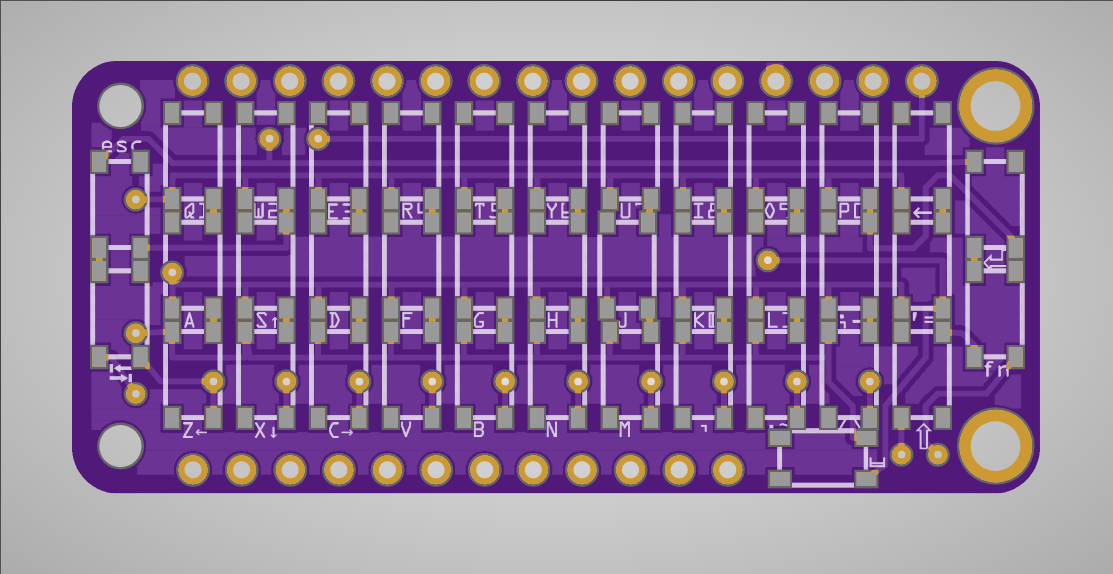 esc
Q1 W2 E3 R4 T5 Y6 U7 I8 O9 P0 ←
A S↑ D F G H J K[ L] ;- '=
fn
Z← X↓ C→ V B N M ⇧